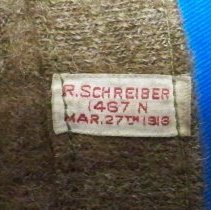 R. SCHREIBER
1467 N
MAR. 27TH 1918